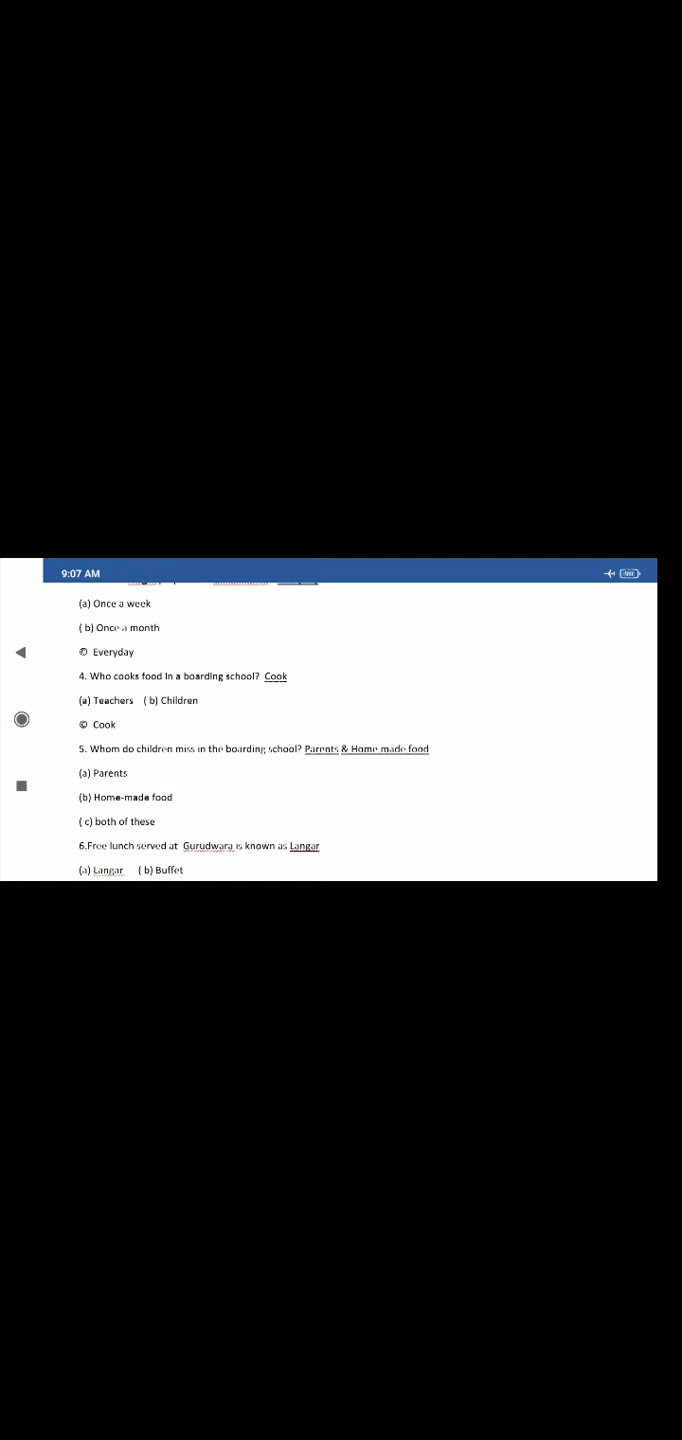 9:07 AM
(a) Once a week
( b) Once a month
© Everyday
4. Who cooks food in a boarding school? Cook
(a) Teachers ( b) Children
© Cook
5. Whom do children miss in the boarding school? Parents & Home made food
(a) Parents
(b) Home-made food
( c) both of these
6.Free lunch served at Gurudwara is known as Langar
(a) Langar ( b) Buffet